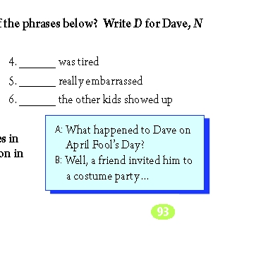 f the phrases below? Write D for Dave, N
4. ______ was tired
5. ______ really embarrassed
6. ______ the other kids showed up
A: What happened to Dave on
April Fool's Day?
B: Well, a friend invited him to
a costume party...
s in
on in
93